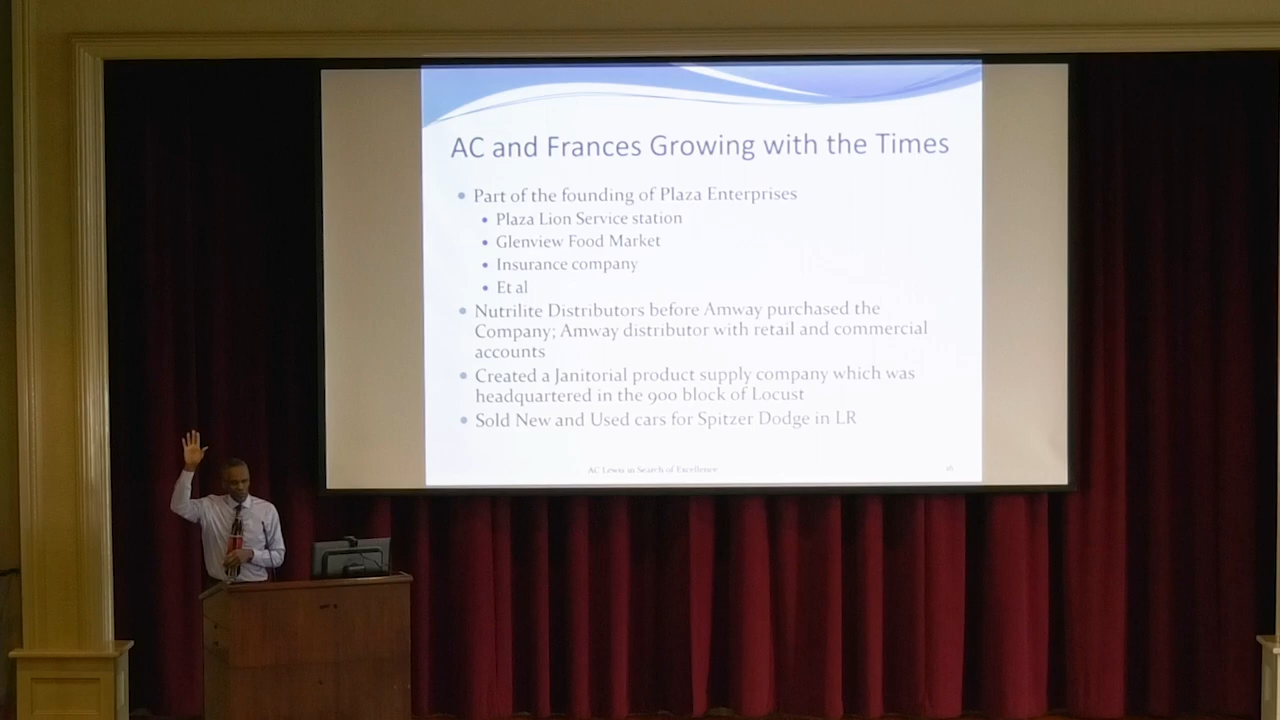 AC and Frances Growing with the Times
• Part of the founding of Plaza Enterprises
• Plaza Lion Service station
• Glenview Food Market
• Insurance company
• Et al
• Nutrilite Distributors before Amway purchased the
Company; Amway distributor with retail and commercial
accounts
• Created a Janitorial product supply company which was
headquartered in the 900 block of Locust
• Sold New and Used cars for Spitzer Dodge in LR
AC Lewis in Search of Excellence
16